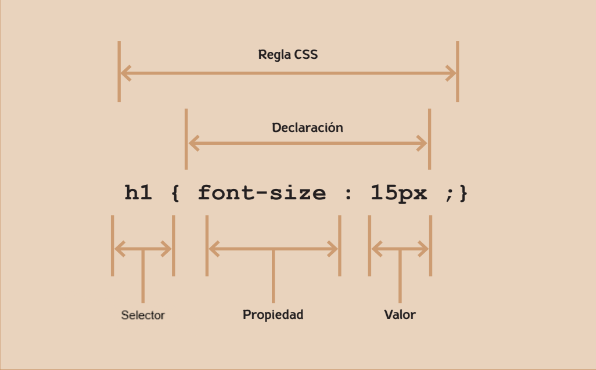 Regla CSS
Declaración
h1 { font-size : 15px ;}
Selector Propiedad Valor